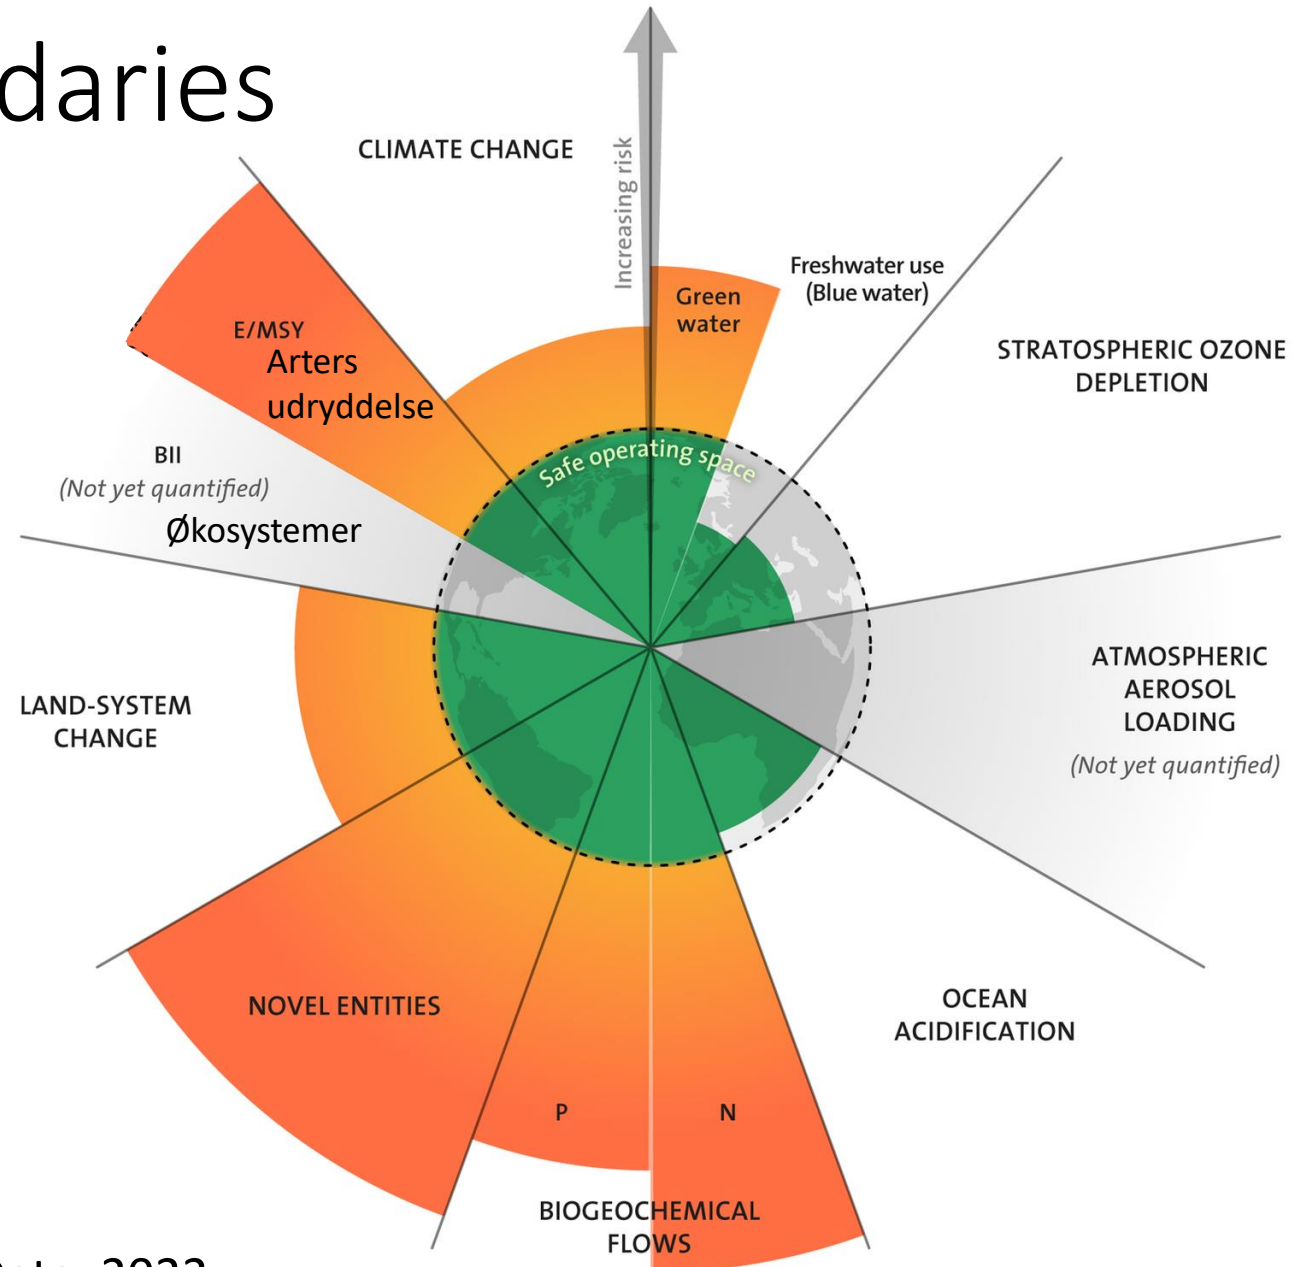 daries
CLIMATE CHANGE
Increasing risk
Green
water
Freshwater use
(Blue water)
STRATOSPHERIC OZONE
DEPLETION
E/MSY
Arters
udryddelse
Safe operating space
BII
(Not yet quantified)
Økosystemer
ATMOSPHERIC
AEROSOL
LOADING
(Not yet quantified)
LAND-SYSTEM
CHANGE
NOVEL ENTITIES
OCEAN
ACIDIFICATION
P
N
BIOGEOCHEMICAL
FLOWS
2022